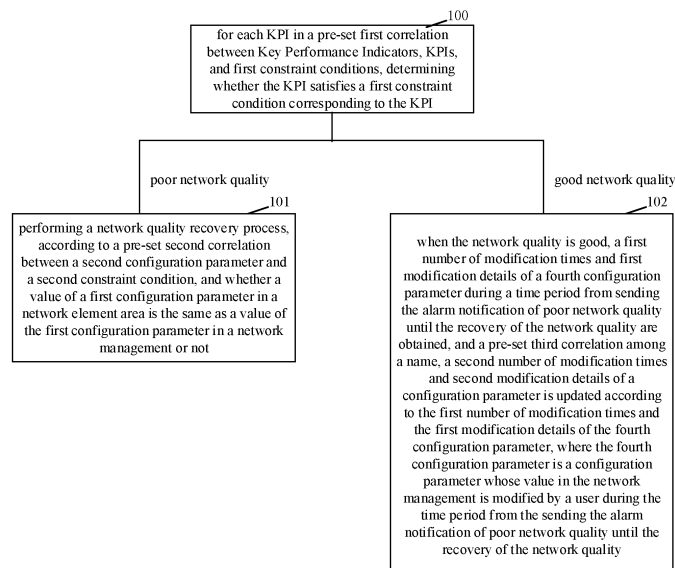 100
for each KPI in a pre-set first correlation
between Key Performance Indicators, KPIs,
and first constraint conditions, determining
whether the KPI satisfies a first constraint
condition corresponding to the KPI
poor network quality
good network quality
101
performing a network quality recovery process,
according to a pre-set second correlation
between a second configuration parameter and
a second constraint condition, and whether a
value of a first configuration parameter in a
network element area is the same as a value of
the first configuration parameter in a network
management or not
102
when the network quality is good, a first
number of modification times and first
modification details of a fourth configuration
parameter during a time period from sending
the alarm notification of poor network quality
until the recovery of the network quality are
obtained, and a pre-set third correlation among
a name, a second number of modification times
and second modification details of a
configuration parameter is updated according
to the first number of modification times and
the first modification details of the fourth
configuration parameter, where the fourth
configuration parameter is a configuration
parameter whose value in the network
management is modified by a user during the
time period from the sending the alarm
notification of poor network quality until the
recovery of the network quality